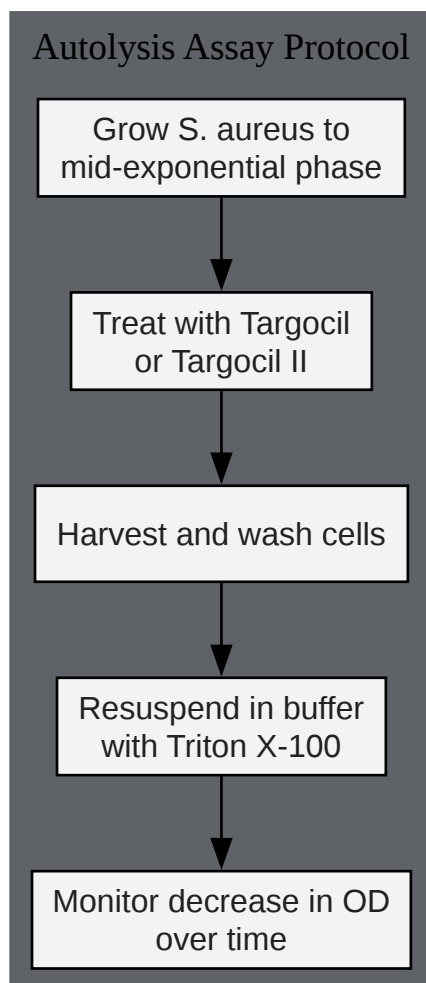 Autolysis Assay Protocol
Grow S. aureus to
mid-exponential phase
Treat with Targocil
or Targocil II
Harvest and wash cells
Resuspend in buffer
with Triton X-100
Monitor decrease in OD
over time